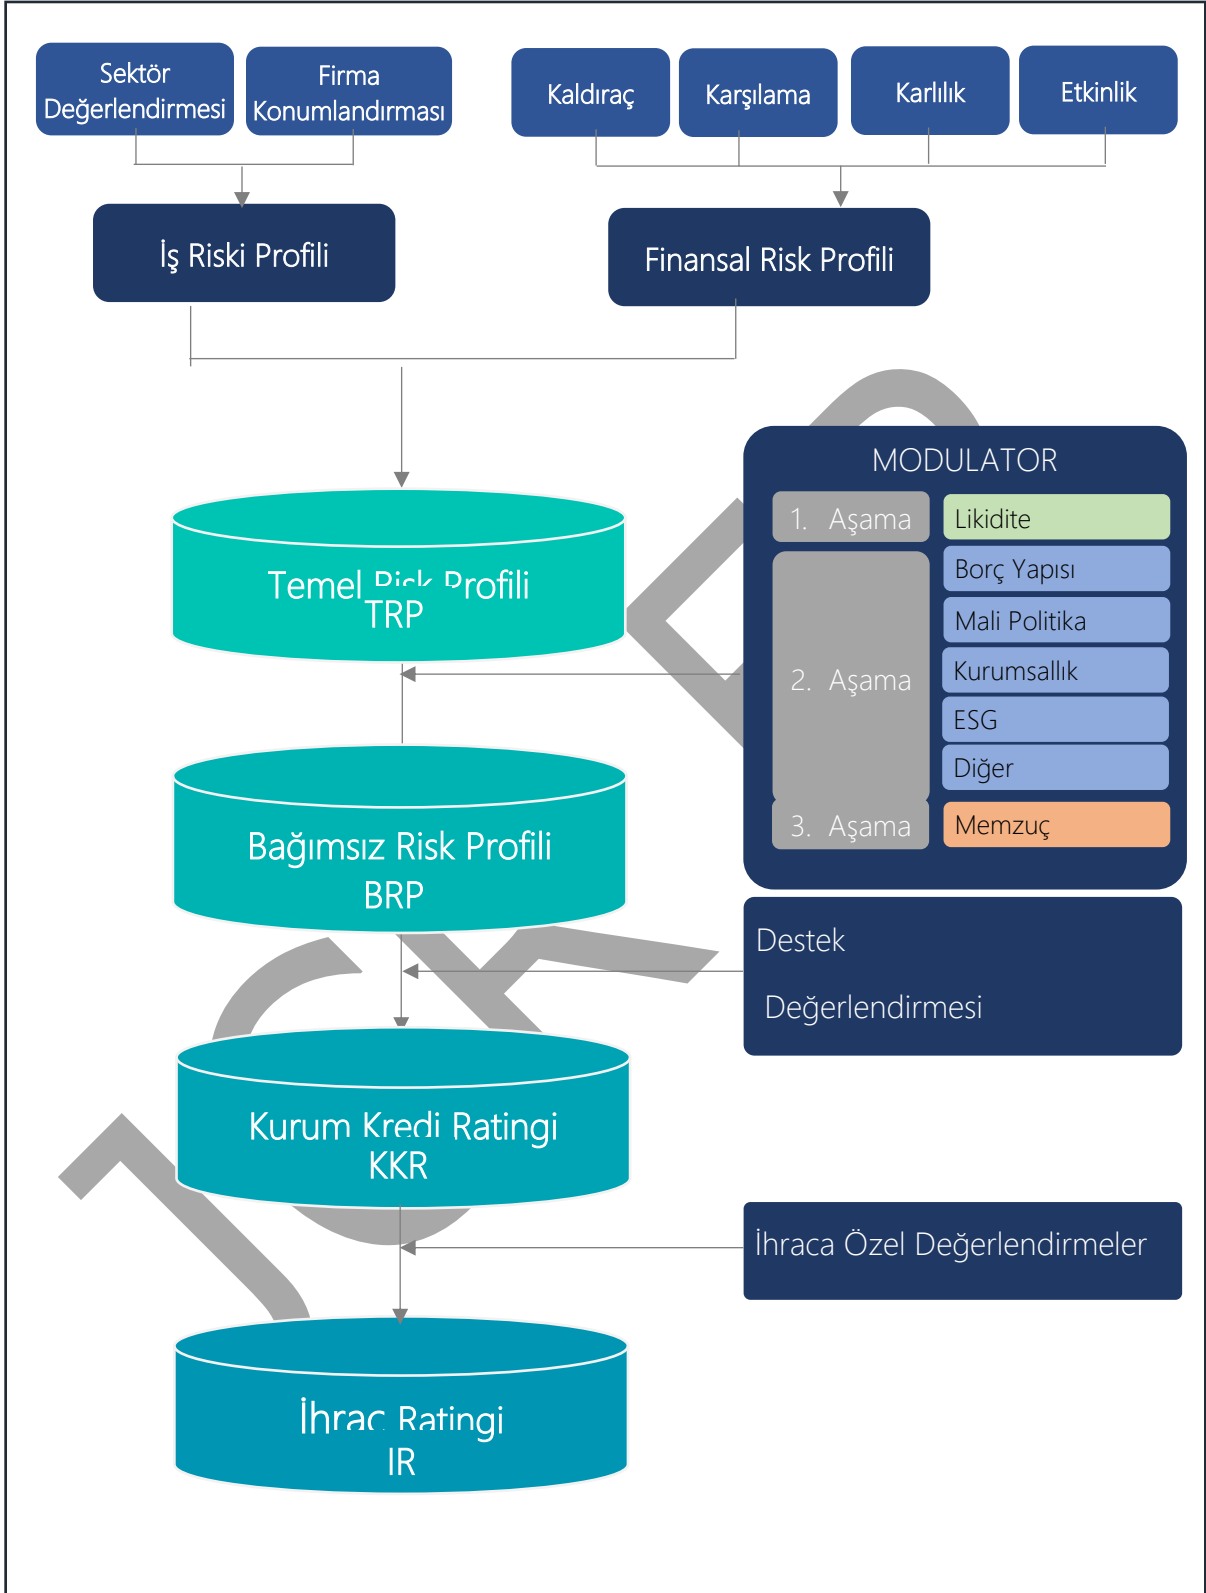 Sektör
Değerlendirmesi
Firma
Konumlandırması
Kaldıraç
Karşılama
Karlılık
Etkinlik
İş Riski Profili
Finansal Risk Profili
MODULATOR
1. Aşama
Likidite
Borç Yapısı
Mali Politika
2. Aşama
Kurumsallık
ESG
Diğer
3. Aşama
Memzuç
Temel Risk Profili
TRP
Bağımsız Risk Profili
BRP
Destek
Değerlendirmesi
Kurum Kredi Ratingi
KKR
İhraca Özel Değerlendirmeler
İhraç Ratingi
IR